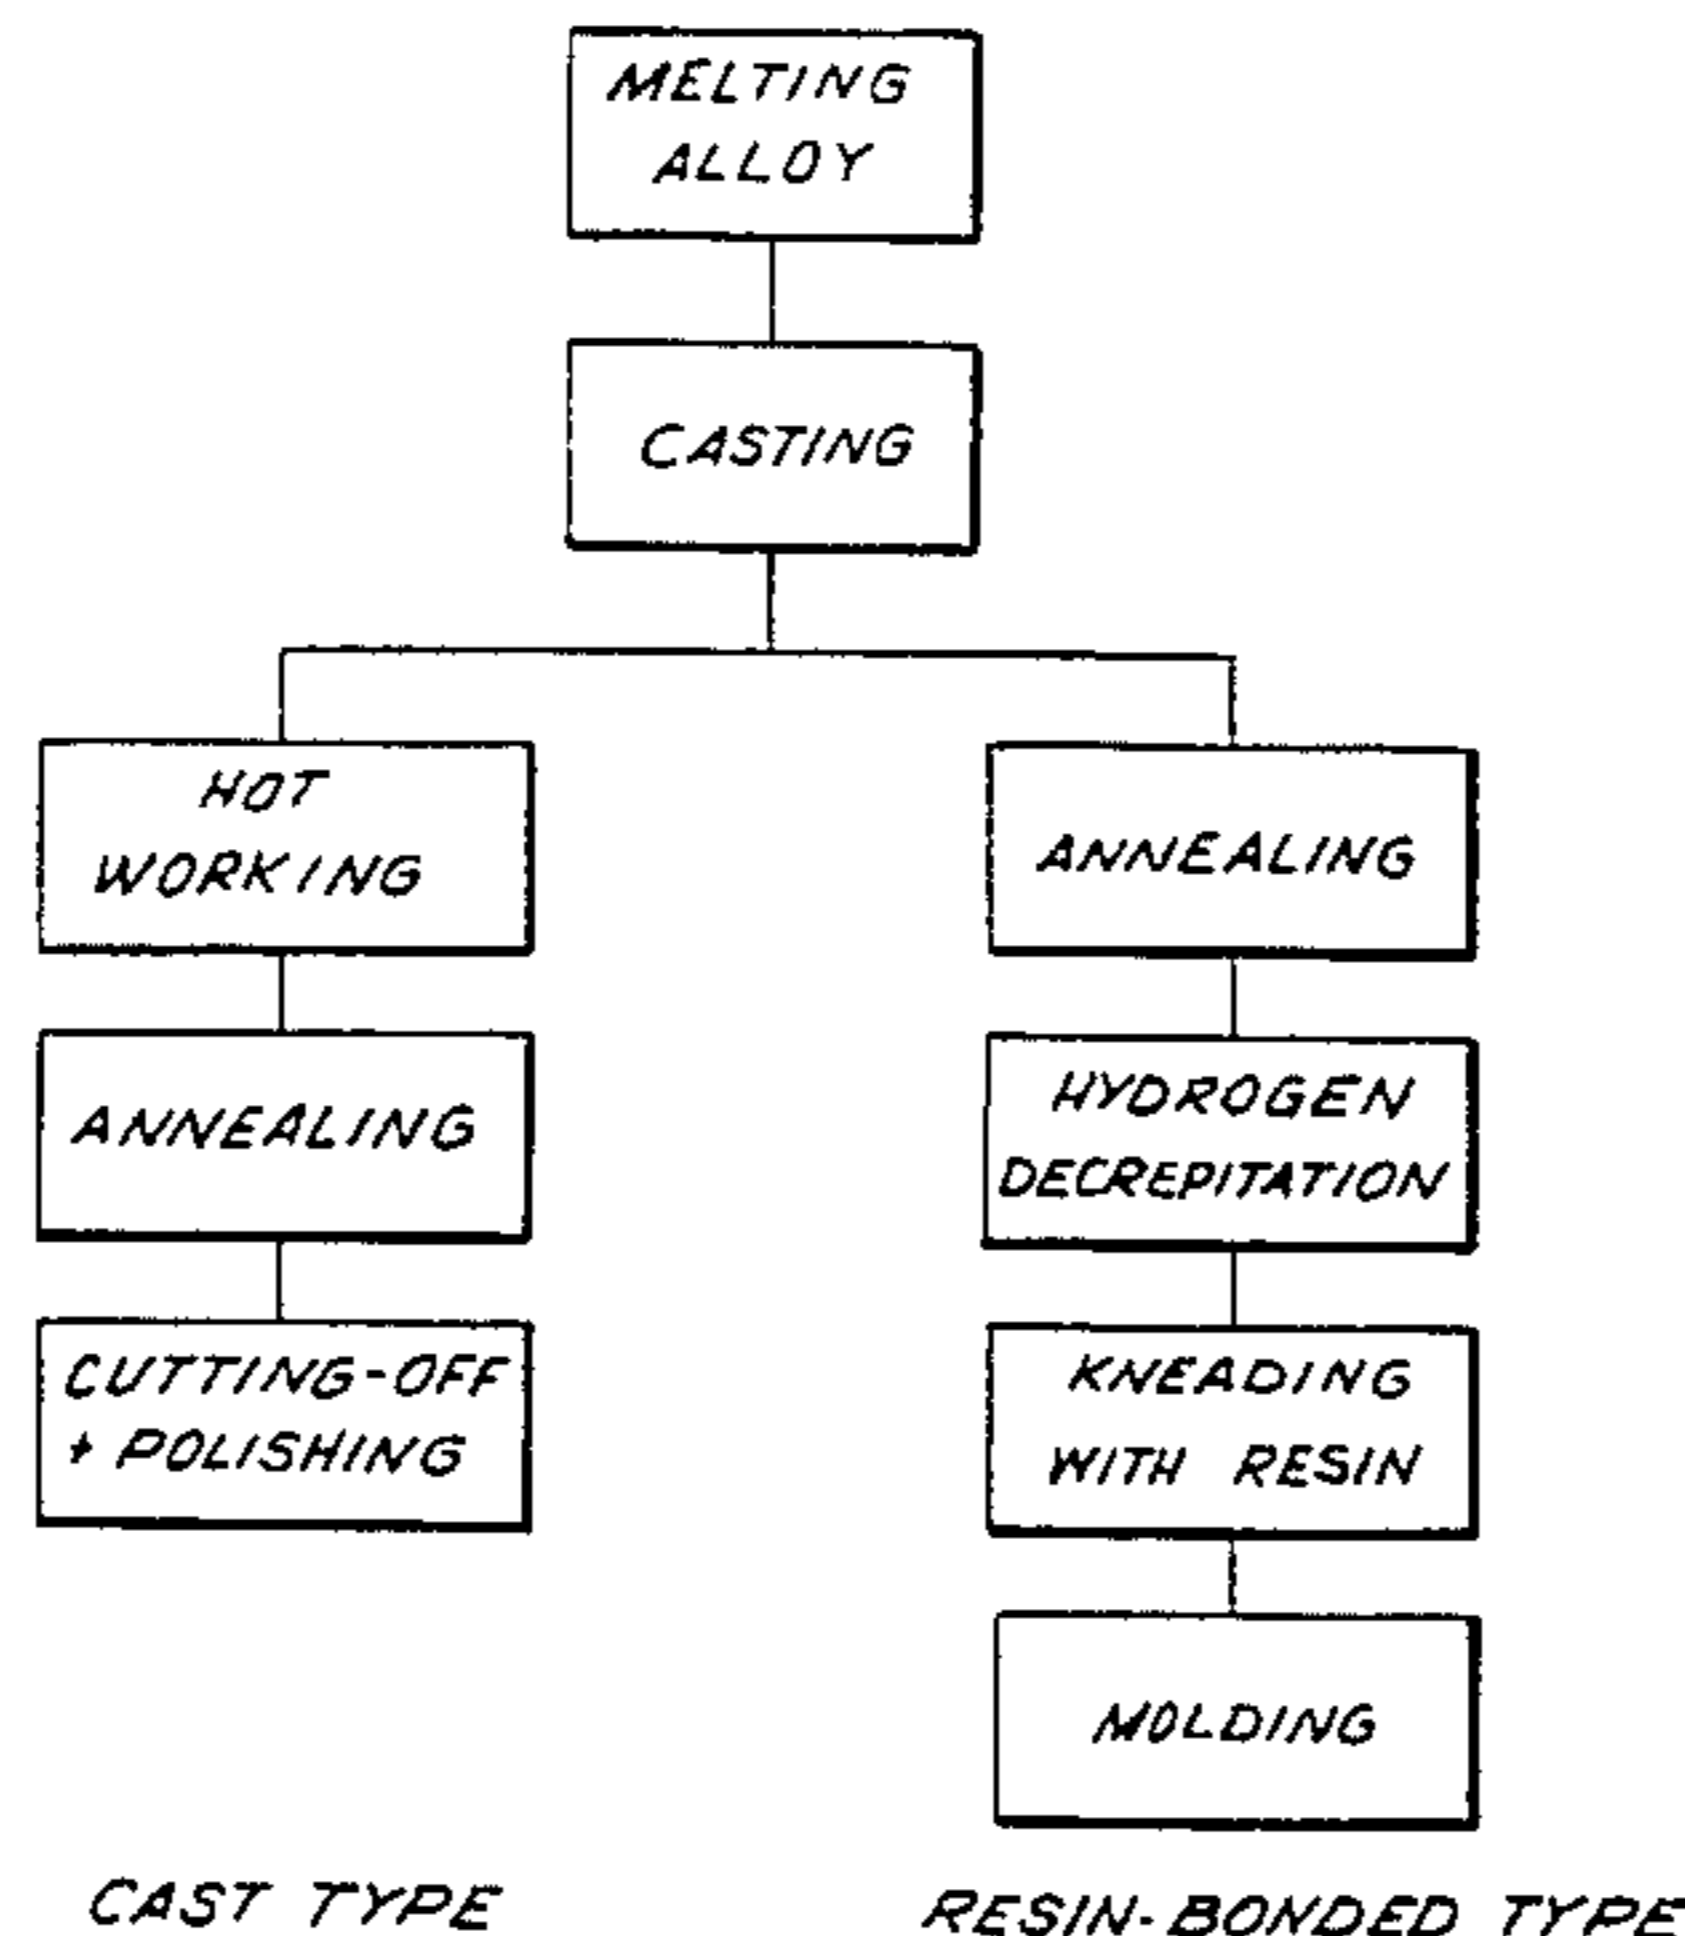 MELTING
ALLOY
CASTING
HOT
WORKING
ANNEALING
CUTTING-OFF
+ POLISHING
CAST TYPE
ANNEALING
HYDROGEN
DECREPITATION
KNEADING
WITH RESIN
MOLDING
RESIN-BONDED TYPE